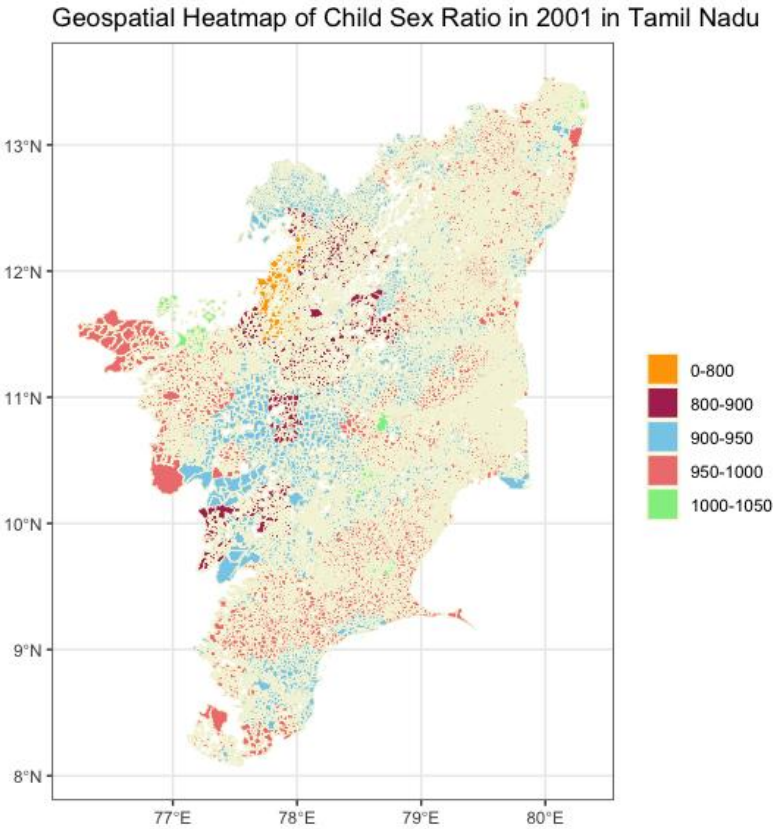 Geospatial Heatmap of Child Sex Ratio in 2001 in Tamil Nadu
13°N
12°N
11°N
10°N
9°N
8°N
77°E 78°E 79°E 80°E
0-800
800-900
900-950
950-1000
1000-1050